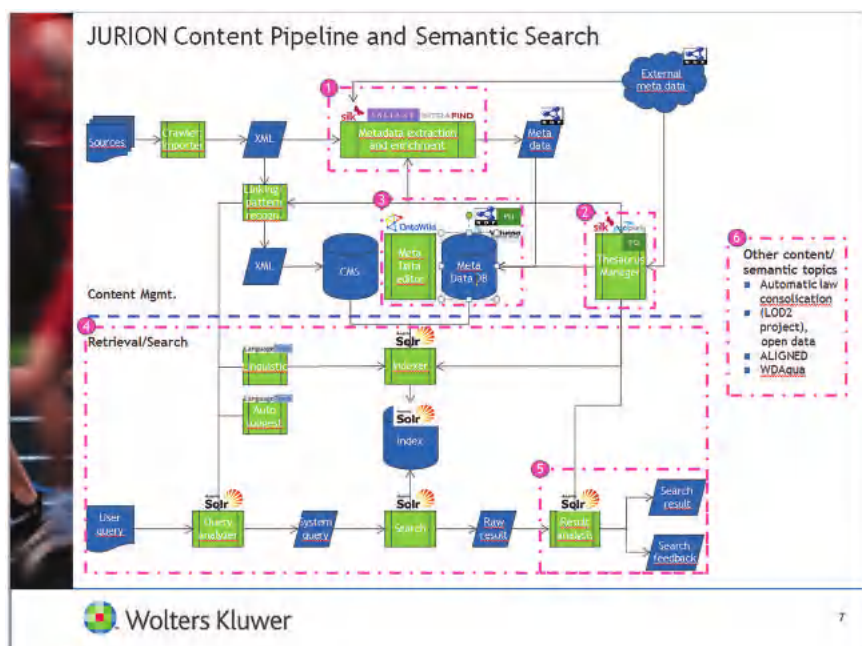 JURION Content Pipeline and Semantic Search
External
meta data
1
silk
Sources
Crawler
importer
XML
Metadata extraction
and enrichment
Meta
data
Linking
pattern
recogn
3
OntoWiki
2
silk
6
Other content/
semantic topics
Automatic law
consolication
(LOD2
project),
open data
ALIGNED
WDAqua
XML
CMS
Meta
Data
editor
Meta
Data DB
Thesaurus
Manager
Content Mgmt.
4
Retrieval/Search
Solr
Linguistic
Indexer
Auto
suggest
Solr
Index
5
Solr
Solr
Solr
Search
result
User
query
Query
analyzer
System
query
Search
Raw
result
Result
analysis
Search
feedback
Wolters Kluwer
7